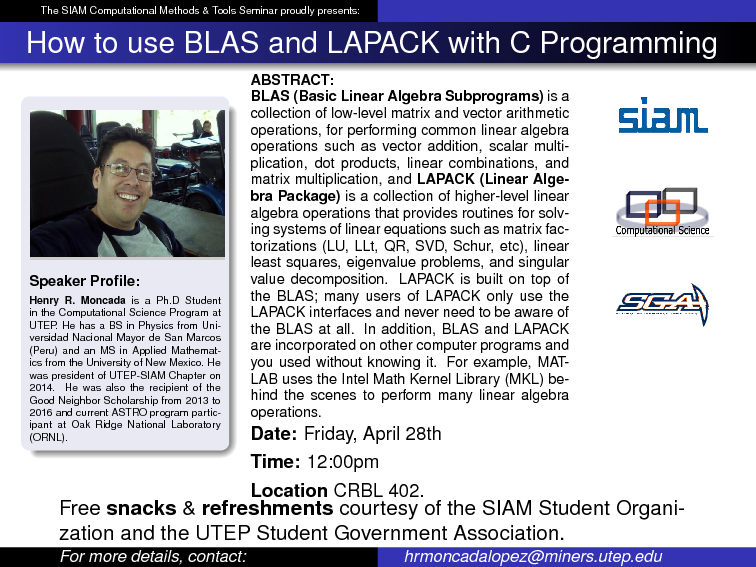 The SIAM Computational Methods & Tools Seminar proudly presents:
How to use BLAS and LAPACK with C Programming
Speaker Profile:
Henry R. Moncada is a Ph.D Student
in the Computational Science Program at
UTEP. He has a BS in Physics from Uni-
versidad Nacional Mayor de San Marcos
(Peru) and an MS in Applied Mathemat-
ics from the University of New Mexico. He
was president of UTEP-SIAM Chapter on
2014. He was also the recipient of the
Good Neighbor Scholarship from 2013 to
2016 and current ASTRO program partic-
ipant at Oak Ridge National Laboratory
(ORNL).
ABSTRACT:
BLAS (Basic Linear Algebra Subprograms) is a
collection of low-level matrix and vector arithmetic
operations, for performing common linear algebra
operations such as vector addition, scalar multi-
plication, dot products, linear combinations, and
matrix multiplication, and LAPACK (Linear Alge-
bra Package) is a collection of higher-level linear
algebra operations that provides routines for solv-
ing systems of linear equations such as matrix fac-
torizations (LU, LLt, QR, SVD, Schur, etc), linear
least squares, eigenvalue problems, and singular
value decomposition. LAPACK is built on top of
the BLAS; many users of LAPACK only use the
LAPACK interfaces and never need to be aware of
the BLAS at all. In addition, BLAS and LAPACK
are incorporated on other computer programs and
you used without knowing it. For example, MAT-
LAB uses the Intel Math Kernel Library (MKL) be-
hind the scenes to perform many linear algebra
operations.
Date: Friday, April 28th
Time: 12:00pm
Location CRBL 402.
siam
Computational Science
SGA
Free snacks & refreshments courtesy of the SIAM Student Organi-
zation and the UTEP Student Government Association.
For more details, contact:
hrmoncadalopez@miners.utep.edu